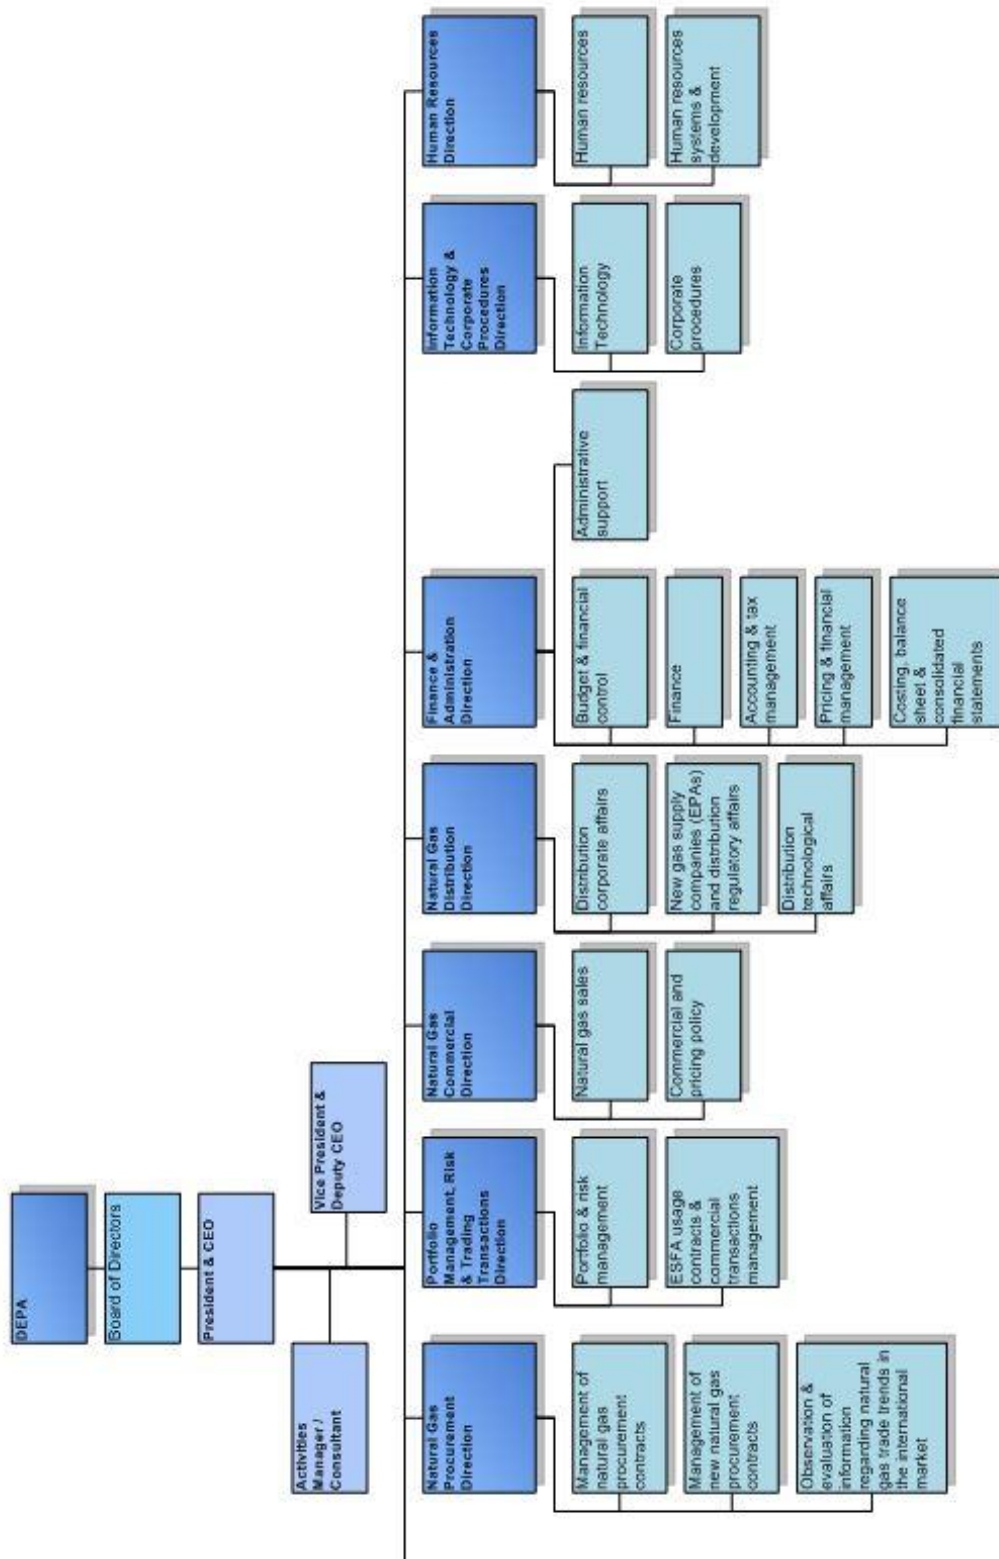 DEPA
Board of Directors
President & CEO
Activities
Manager /
Consultant
Vice President &
Deputy CEO
Natural Gas
Procurement
Direction
Management of
natural gas
procurement
contracts
Management of
new natural gas
procurement
contracts
Observation &
evaluation of
information
regarding natural
gas trade trends in
the international
market
Portfolio
Management, Risk
& Trading
Transactions
Direction
Portfolio & risk
management
ESFA usage
contracts &
commercial
transactions
management
Natural Gas
Commercial
Direction
Natural gas sales
Commercial and
pricing policy
Natural Gas
Distribution
Direction
Distribution
corporate affairs
New gas supply
companies (EPAs)
and distribution
regulatory affairs
Distribution
technological
affairs
Finance &
Administration
Direction
Budget & financial
control
Finance
Accounting & tax
management
Pricing & financial
management
Costing, balance
sheet &
consolidated
financial
statements
Administrative
support
Information
Technology &
Corporate
Procedures
Direction
Information
Technology
Corporate
procedures
Human Resources
Direction
Human resources
Human resources
systems &
development